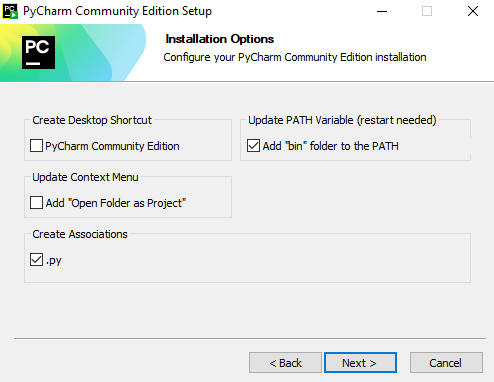 PC PyCharm Community Edition Setup
PC
Installation Options
Configure your PyCharm Community Edition installation
Create Desktop Shortcut
PyCharm Community Edition
Update PATH Variable (restart needed)
Add "bin" folder to the PATH
Update Context Menu
Add "Open Folder as Project"
Create Associations
.py
< Back
Next >
Cancel